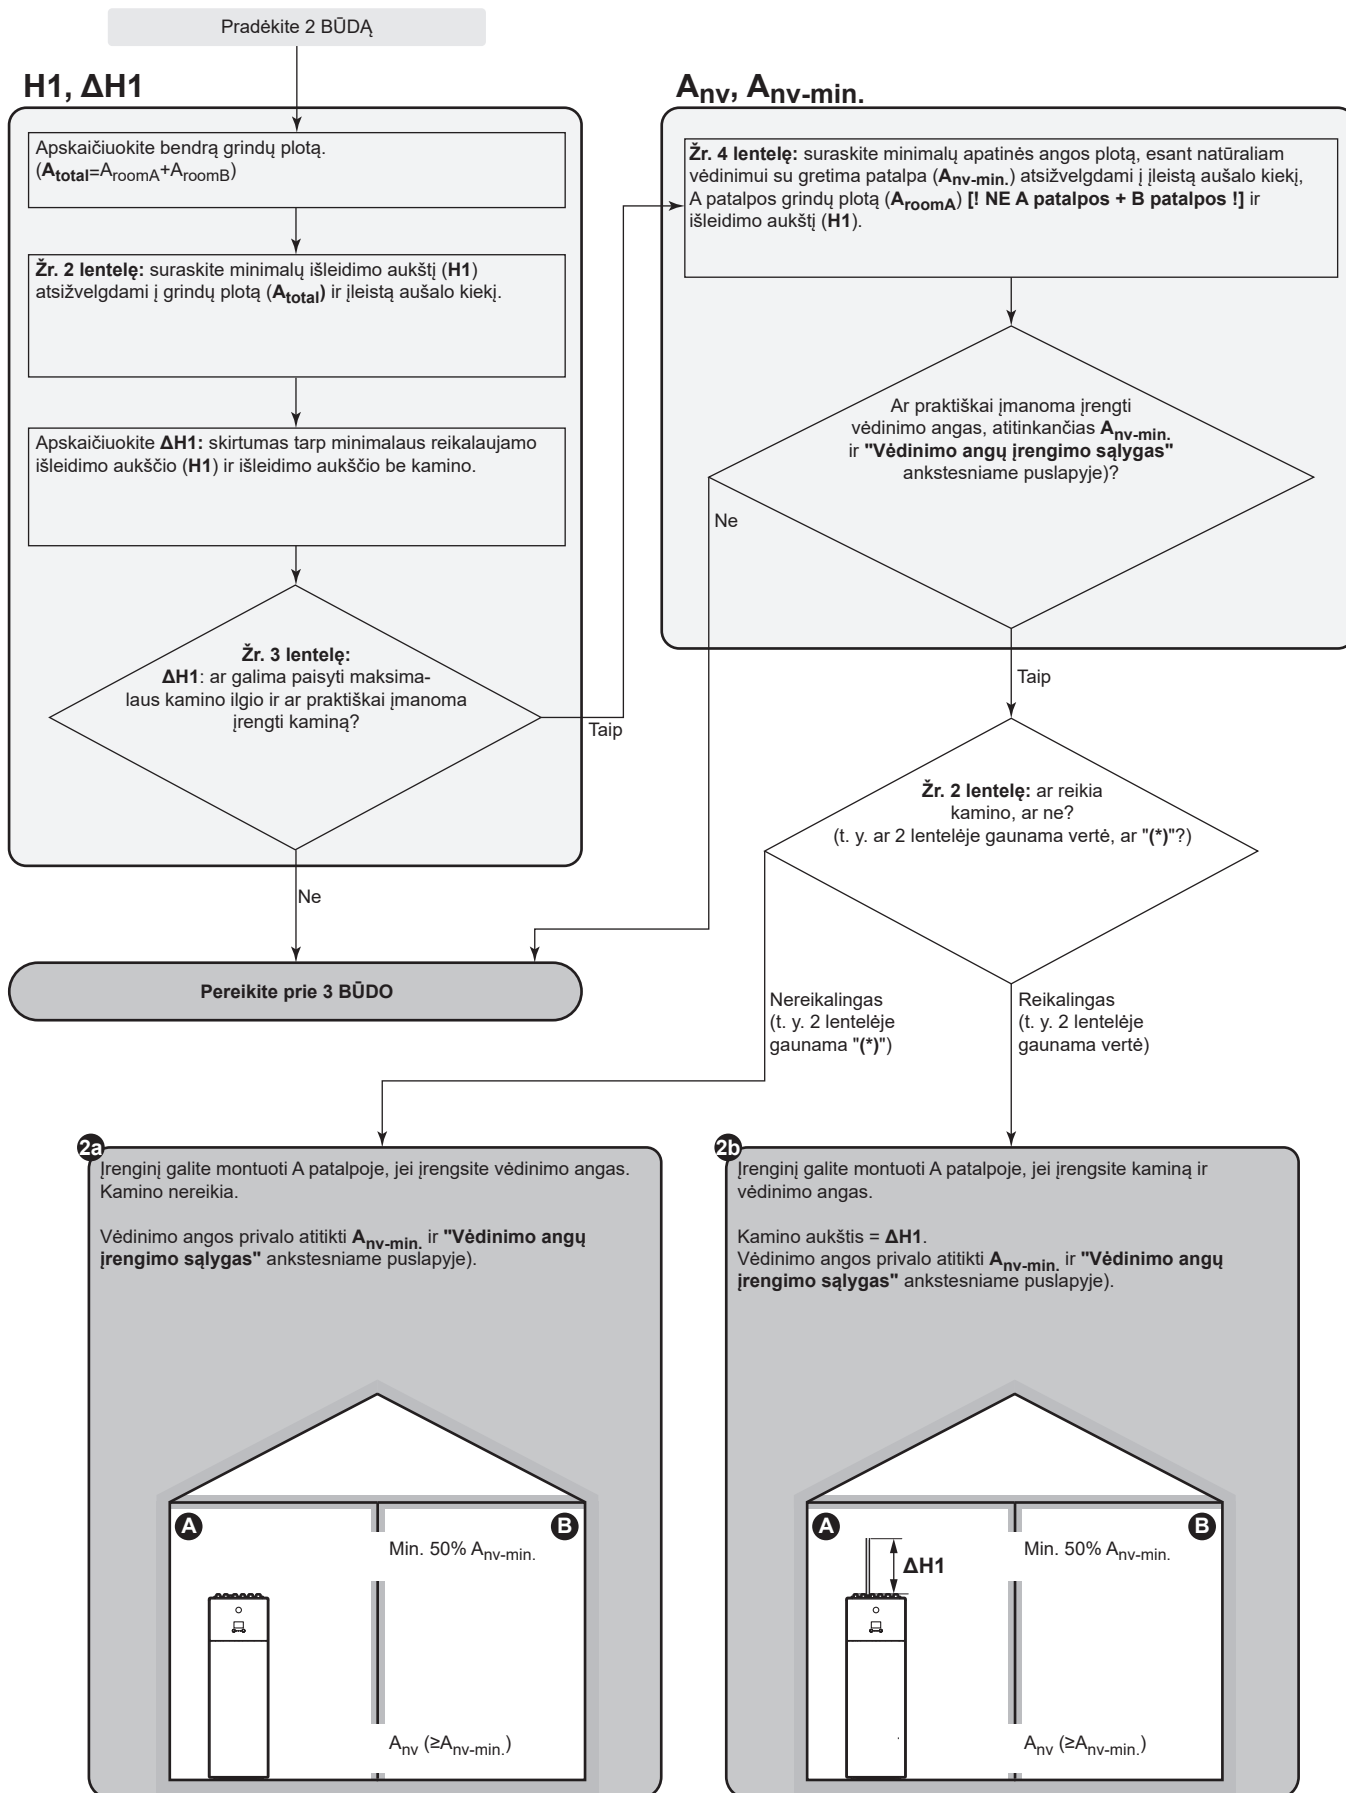 Pradėkite 2 BŪDĄ
H1, ΔH1
Apskaičiuokite bendrą grindų plotą.
(Atotal=AroomA+AroomB)
Žr. 2 lentelę: suraskite minimalų išleidimo aukštį (H1)
atsižvelgdami į grindų plotą (Atotal) ir įleistą aušalo kiekį.
Apskaičiuokite ΔH1: skirtumas tarp minimalaus reikalaujamo
išleidimo aukščio (H1) ir išleidimo aukščio be kamino.
Žr. 3 lentelę:
ΔH1: ar galima paisyti maksima-
laus kamino ilgio ir ar praktiškai įmanoma
įrengti kaminą?
Taip
Ne
Pereikite prie 3 BŪDO
Anv, Anv-min.
Žr. 4 lentelę: suraskite minimalų apatinės angos plotą, esant natūraliam
vėdinimui su gretima patalpa (Anv-min.) atsižvelgdami į įleistą aušalo kiekį,
A patalpos grindų plotą (AroomA) [! NE A patalpos + B patalpos !] ir
išleidimo aukštį (H1).
Ar praktiškai įmanoma įrengti
vėdinimo angas, atitinkančias Anv-min.
ir "Vėdinimo angų įrengimo sąlygas"
ankstesniame puslapyje)?
Ne
Taip
Žr. 2 lentelę: ar reikia
kamino, ar ne?
(t. y. ar 2 lentelėje gaunama vertė, ar "(*)"?)
Nereikalingas
(t. y. 2 lentelėje
gaunama "(*)")
Reikalingas
(t. y. 2 lentelėje
gaunama vertė)
2a
Įrenginį galite montuoti A patalpoje, jei įrengsite vėdinimo angas.
Kamino nereikia.
Vėdinimo angos privalo atitikti Anv-min. ir "Vėdinimo angų
įrengimo sąlygas" ankstesniame puslapyje).
A
B
Min. 50% Anv-min.
Anv (≥Anv-min.)
2b
Įrenginį galite montuoti A patalpoje, jei įrengsite kaminą ir
vėdinimo angas.
Kamino aukštis = ΔH1.
Vėdinimo angos privalo atitikti Anv-min. ir "Vėdinimo angų
įrengimo sąlygas" ankstesniame puslapyje).
A
B
ΔH1
Min. 50% Anv-min.
Anv (≥Anv-min.)